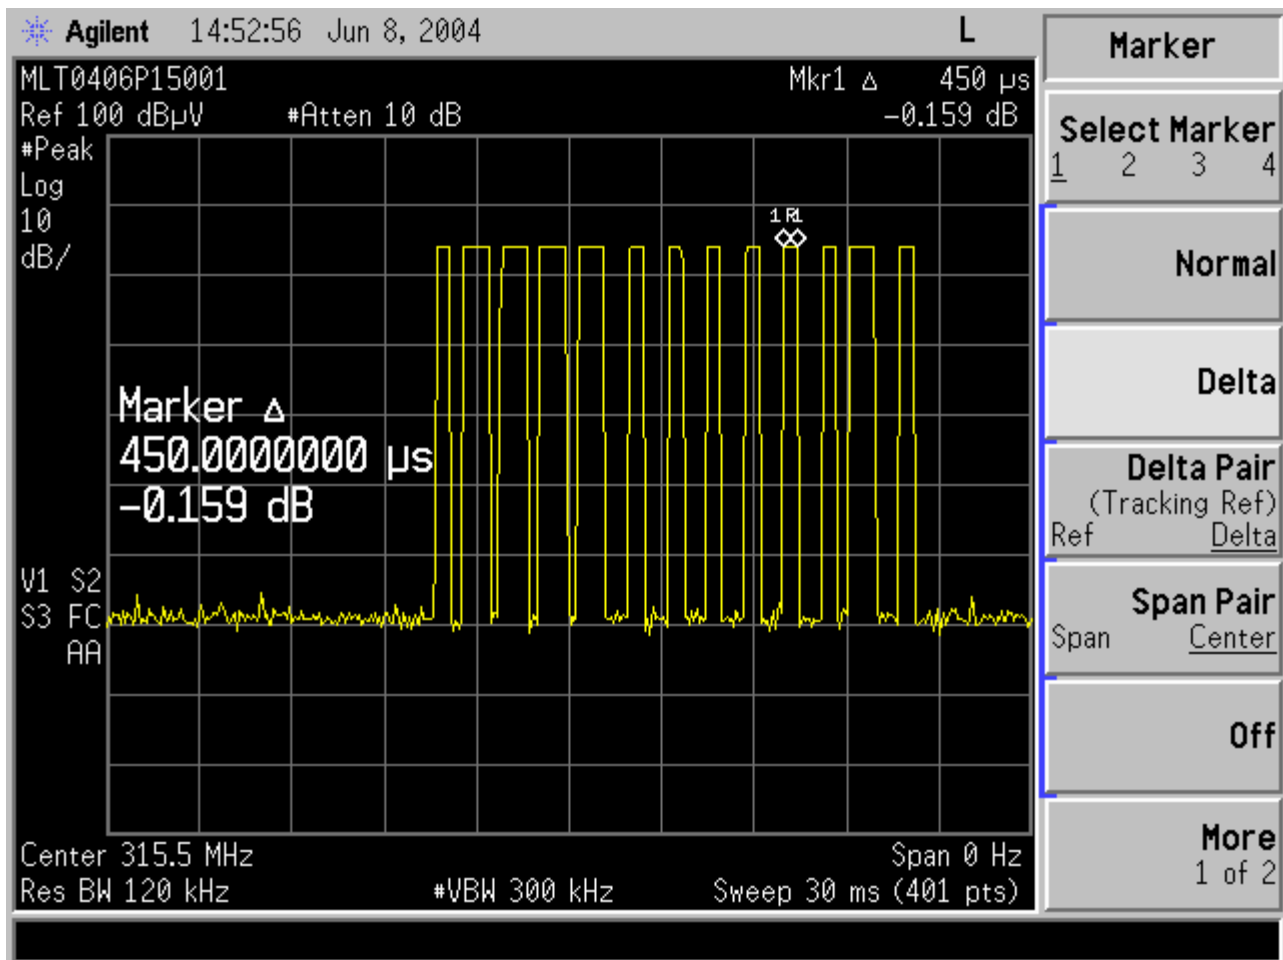 Agilent 14:52:56 Jun 8, 2004 L
MLT0406P15001 Mkr1 Δ 450 µs
Ref 100 dBµV #Atten 10 dB -0.159 dB
#Peak
Log
10
dB/
1R
1
Marker Δ
450.0000000 µs
-0.159 dB
V1 S2
S3 FC
AA
Center 315.5 MHz Span 0 Hz
Res BW 120 kHz #VBW 300 kHz Sweep 30 ms (401 pts)
Marker
Select Marker
1 2 3 4
Normal
Delta
Delta Pair
(Tracking Ref)
Ref Delta
Span Pair
Span Center
Off
More
1 of 2